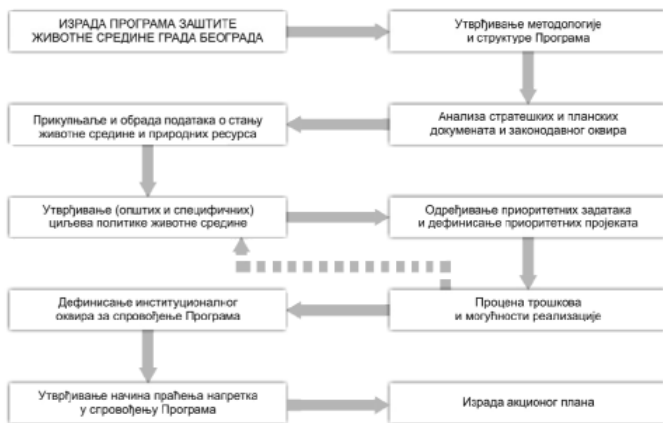 ИЗРАДА ПРОГРАМА ЗАШТИТЕ
ЖИВОТНЕ СРЕДИНЕ ГРАДА БЕОГРАДА
Утврђивање методологије
и структуре Програма
Анализа стратешких и планских
докумената и законодавног оквира
Прикупњање и обрада података о стању
животне средине и природних ресурса
Утврђивање (општих и специфичних)
циљева политике животне средине
Одређивање приоритетних задатака
и дефинисање приоритетних пројеката
Процена трошкова
и могућности реализације
Дефинисање институционалног
оквира за спровођење Програма
Утврђивање начина праћења напретка
у спровођењу Програма
Израда акционог плана